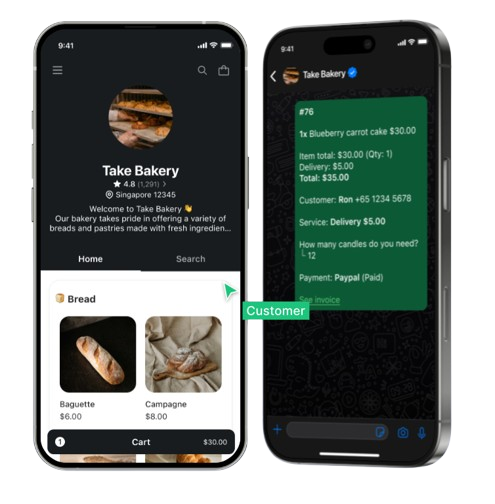 9:41
Take Bakery
★ 4.8 (1,291) >
Singapore 12345
Welcome to Take Bakery 👋
Our bakery takes pride in offering a variety of
breads and pastries made with fresh ingredien...
Home
Search
🍞 Bread
Baguette
$6.00
Campagne
$8.00
1
Cart
$30.00
Customer
9:41
Take Bakery
#76
1x Blueberry carrot cake $30.00
Item total: $30.00 (Qty: 1)
Delivery: $5.00
Total: $35.00
Customer: Ron +65 1234 5678
Service: Delivery $5.00
How many candles do you need?
└ 12
Payment: Paypal (Paid)
See invoice